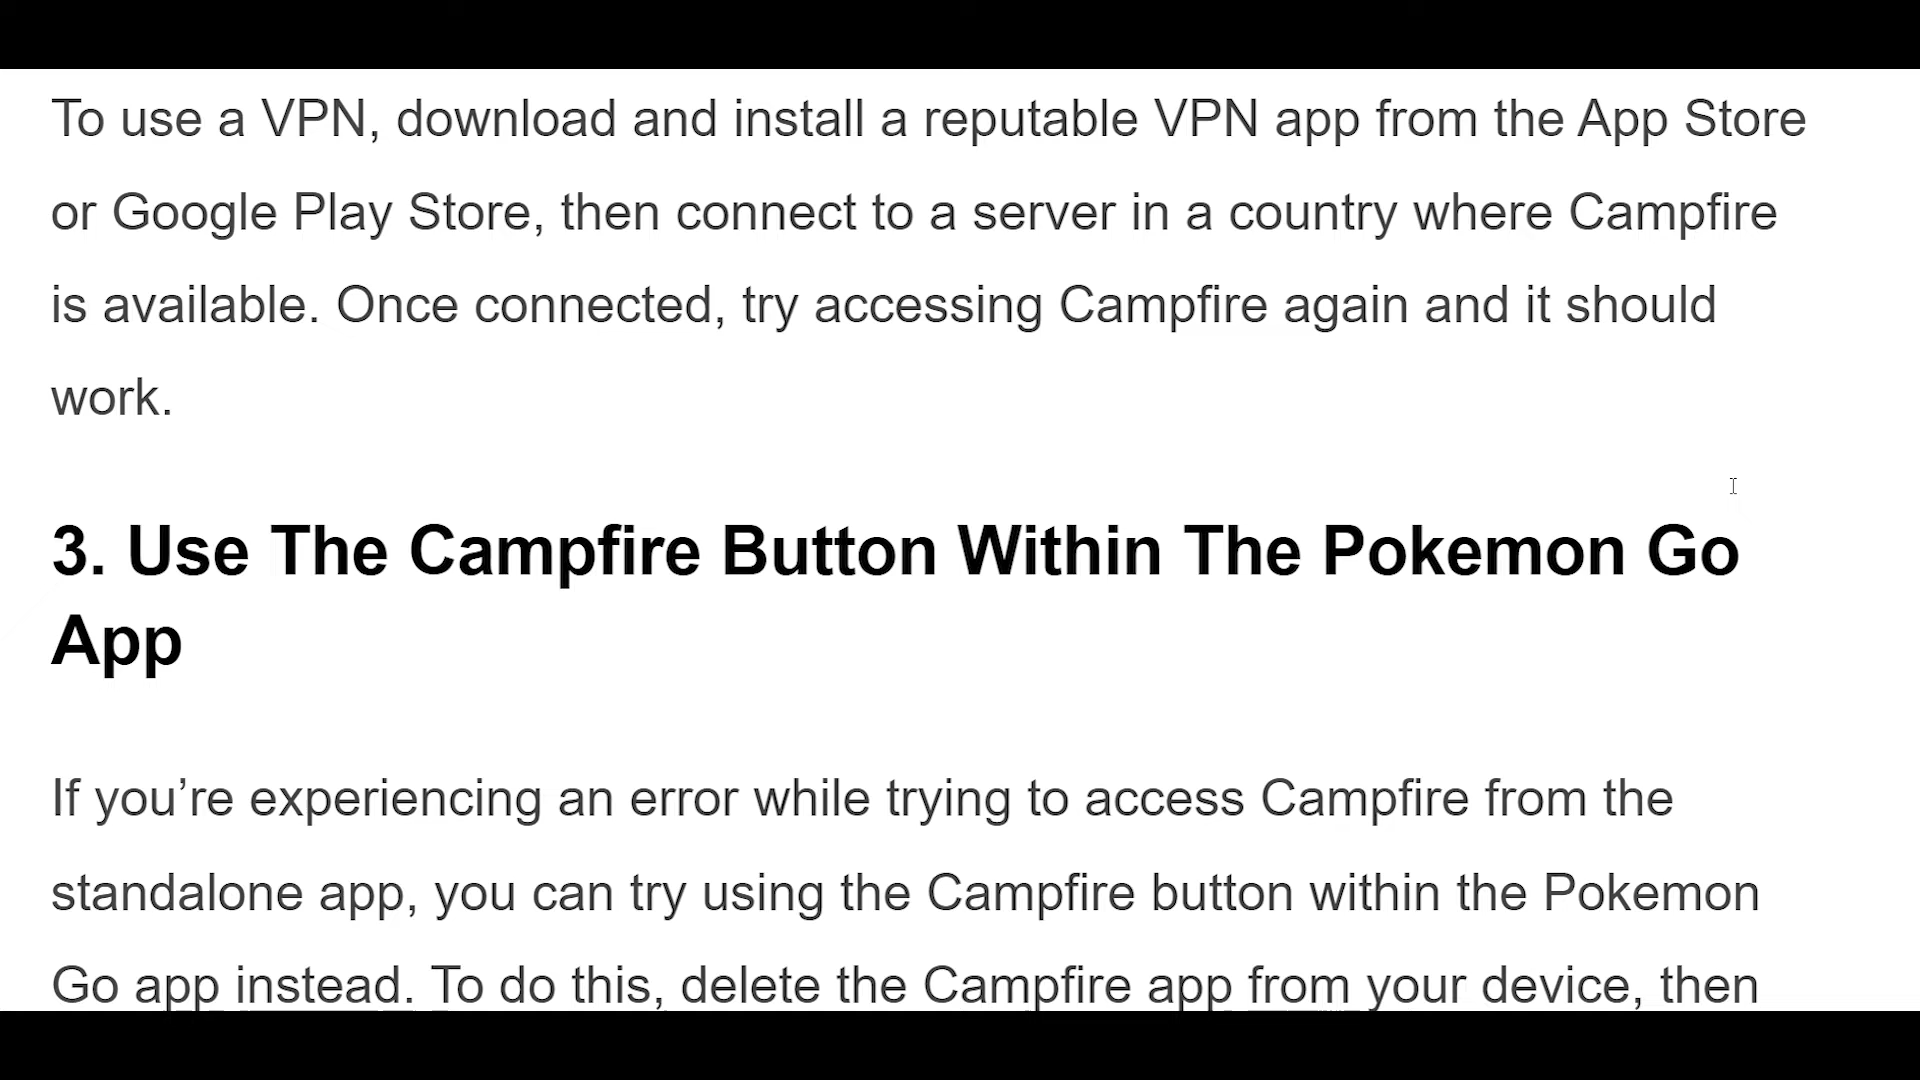 To use a VPN, download and install a reputable VPN app from the App Store
or Google Play Store, then connect to a server in a country where Campfire
is available. Once connected, try accessing Campfire again and it should
work.
3. Use The Campfire Button Within The Pokemon Go
App
If you’re experiencing an error while trying to access Campfire from the
standalone app, you can try using the Campfire button within the Pokemon
Go app instead. To do this, delete the Campfire app from your device, then